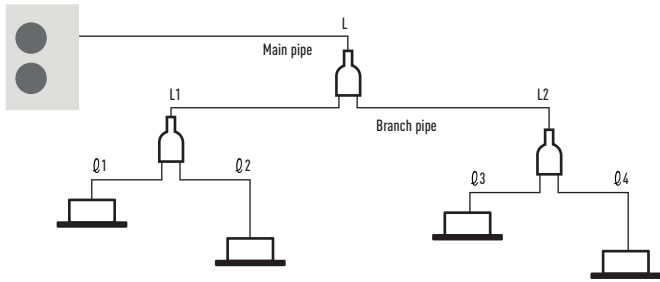 L
Main pipe
L1
L2
Branch pipe
ℓ1
ℓ2
ℓ3
ℓ4